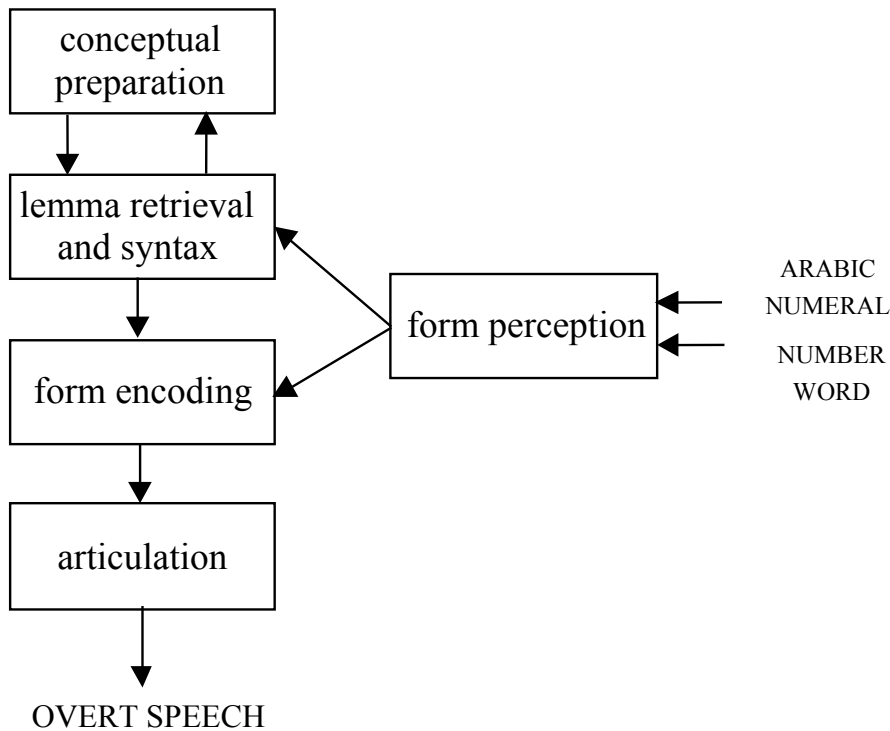 conceptual
preparation
lemma retrieval
and syntax
form encoding
articulation
OVERT SPEECH
form perception
ARABIC
NUMERAL
NUMBER
WORD